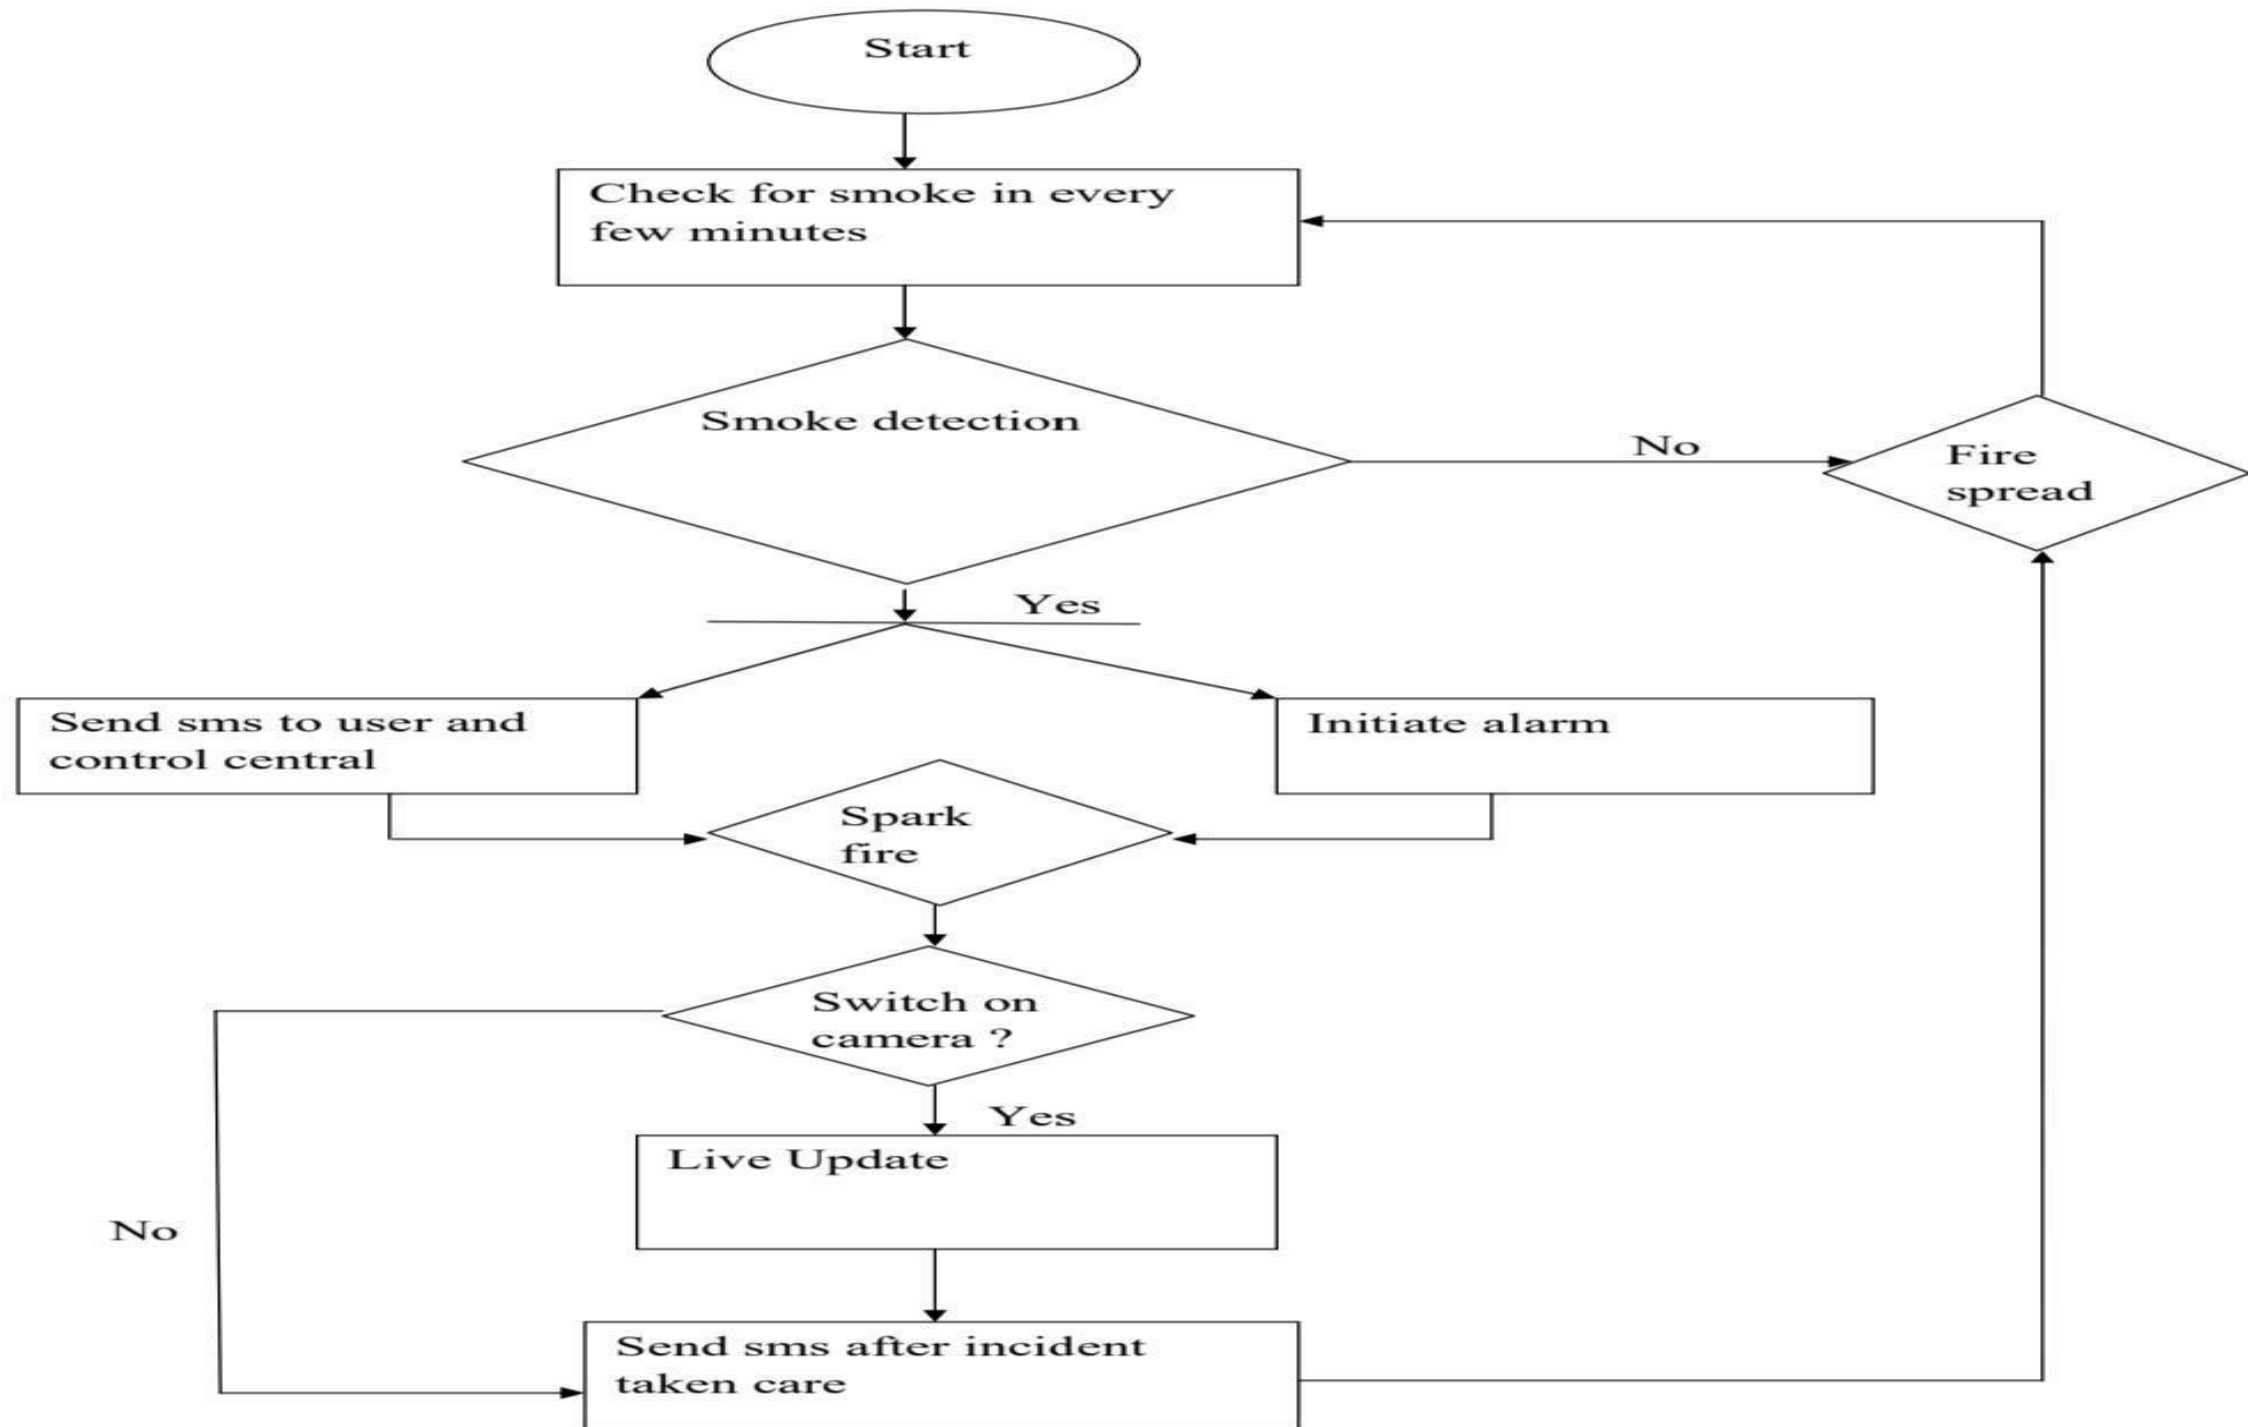 Start
Check for smoke in every
few minutes
Smoke detection
No
Fire
spread
Yes
Send sms to user and
control central
Initiate alarm
Spark
fire
Switch on
camera ?
Yes
Live Update
No
Send sms after incident
taken care